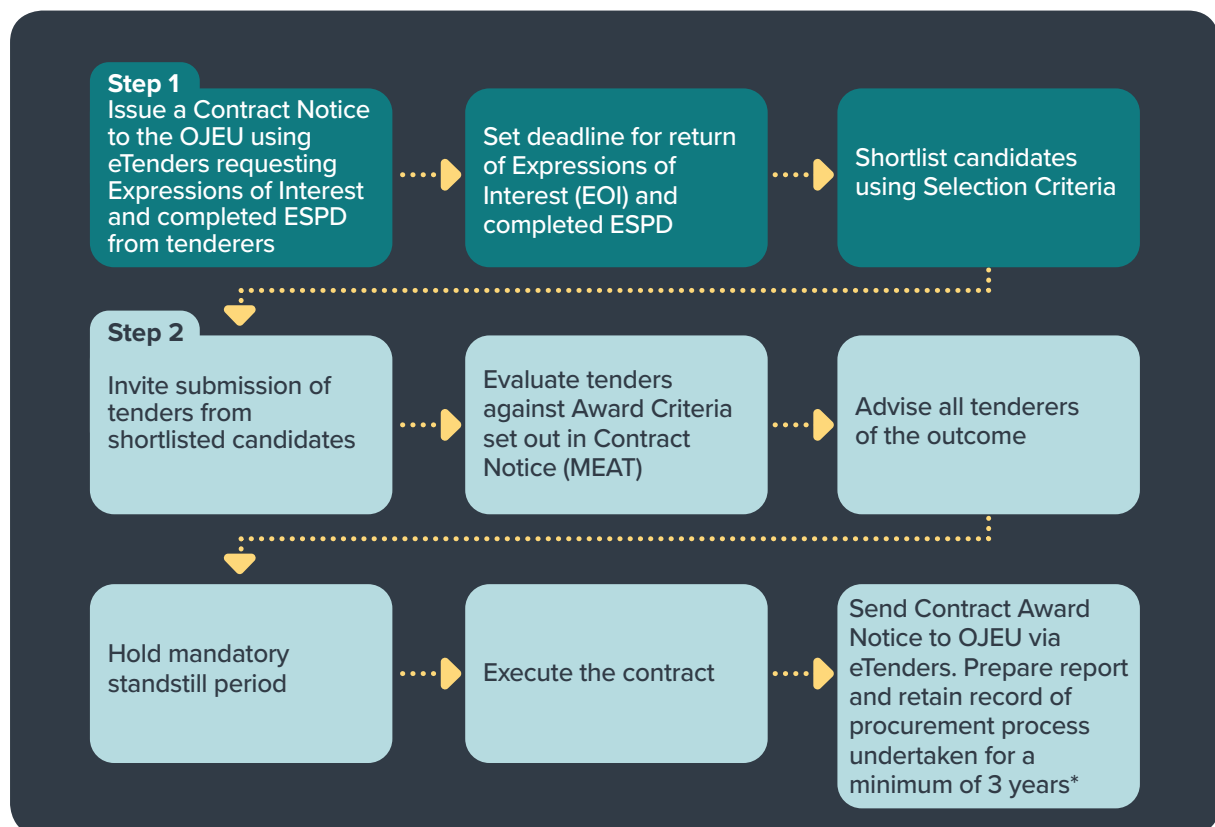 Step 1
Issue a Contract Notice
to the OJEU using
eTenders requesting
Expressions of Interest
and completed ESPD
from tenderers
Set deadline for return
of Expressions of
Interest (EOI) and
completed ESPD
Shortlist candidates
using Selection Criteria
Step 2
Invite submission of
tenders from
shortlisted candidates
Evaluate tenders
against Award Criteria
set out in Contract
Notice (MEAT)
Advise all tenderers
of the outcome
Hold mandatory
standstill period
Execute the contract
Send Contract Award
Notice to OJEU via
eTenders. Prepare report
and retain record of
procurement process
undertaken for a
minimum of 3 years*